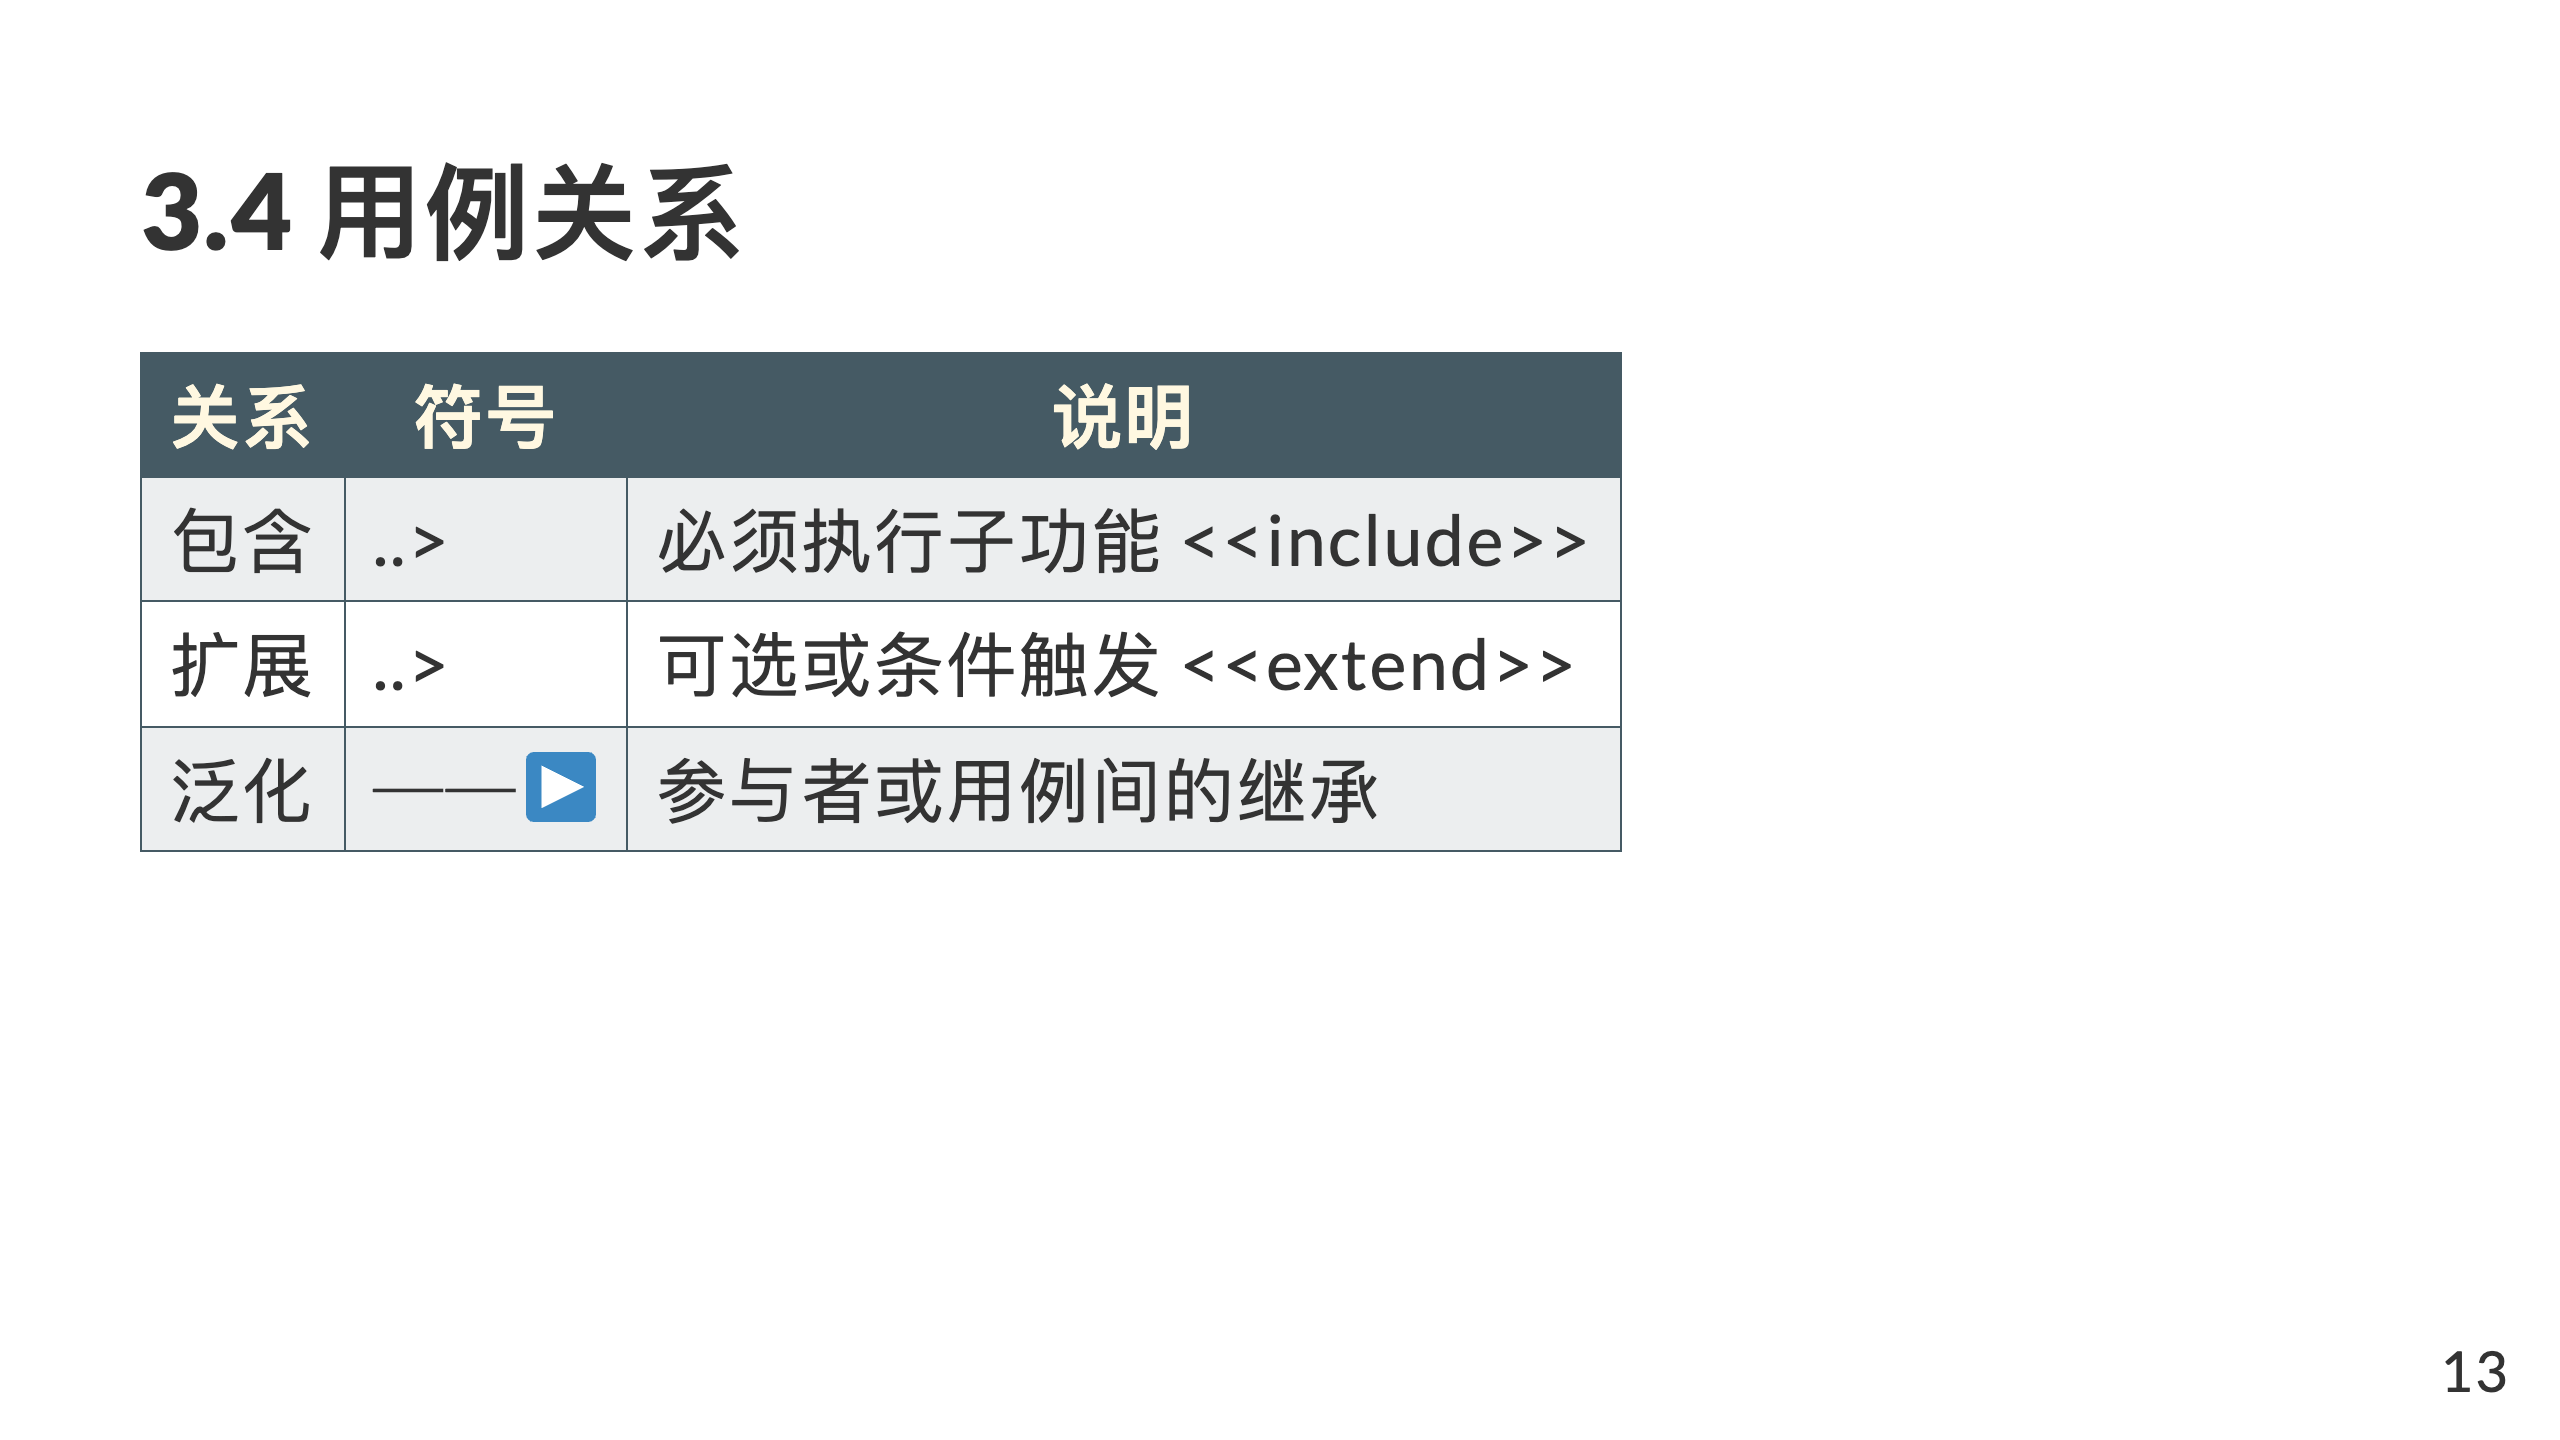 3.4 用例关系
关系 符号 说明
包含 ..> 必须执行子功能 <<include>>
扩展 ..> 可选或条件触发 <<extend>>
泛化 ——▶ 参与者或用例间的继承
13